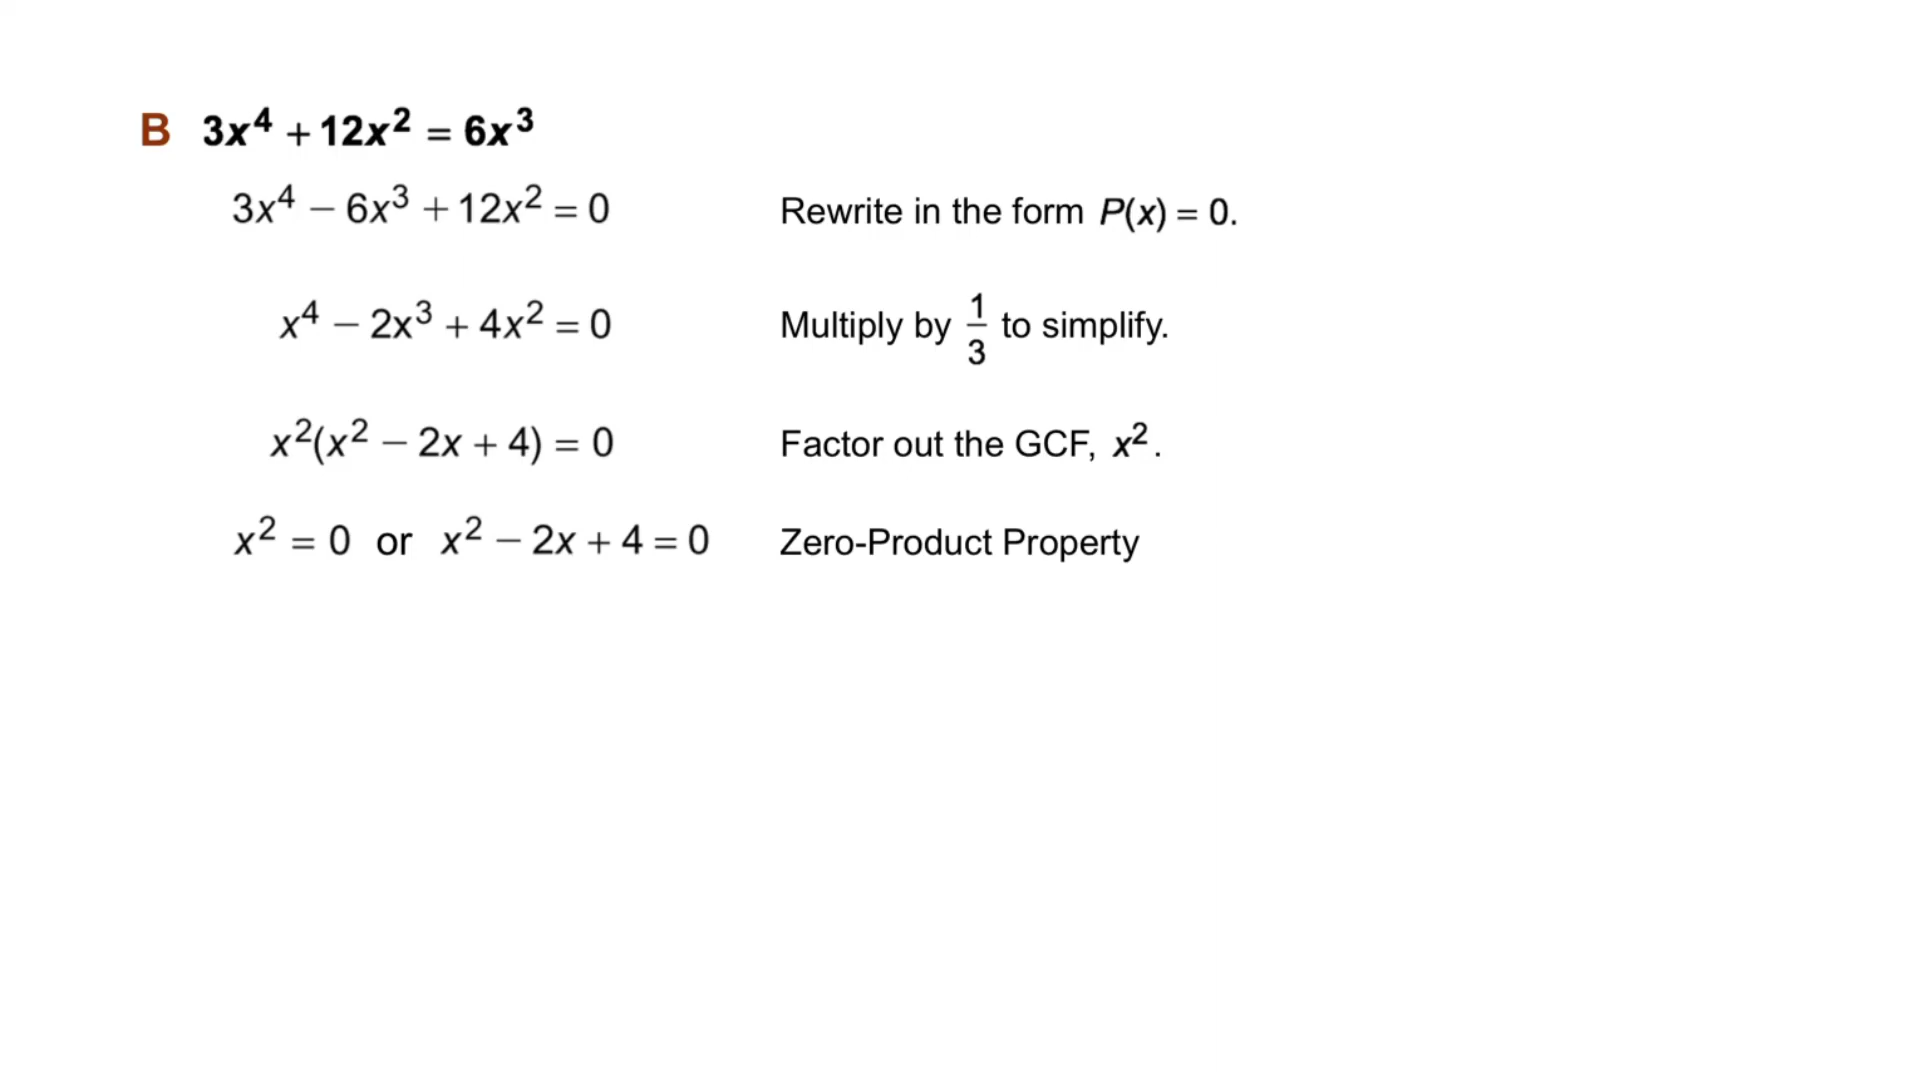 B 3x⁴ + 12x² = 6x³
3x⁴ – 6x³ + 12x² = 0 Rewrite in the form P(x) = 0.
x⁴ – 2x³ + 4x² = 0 Multiply by 1/3 to simplify.
x²(x² – 2x + 4) = 0 Factor out the GCF, x².
x² = 0 or x² – 2x + 4 = 0 Zero-Product Property